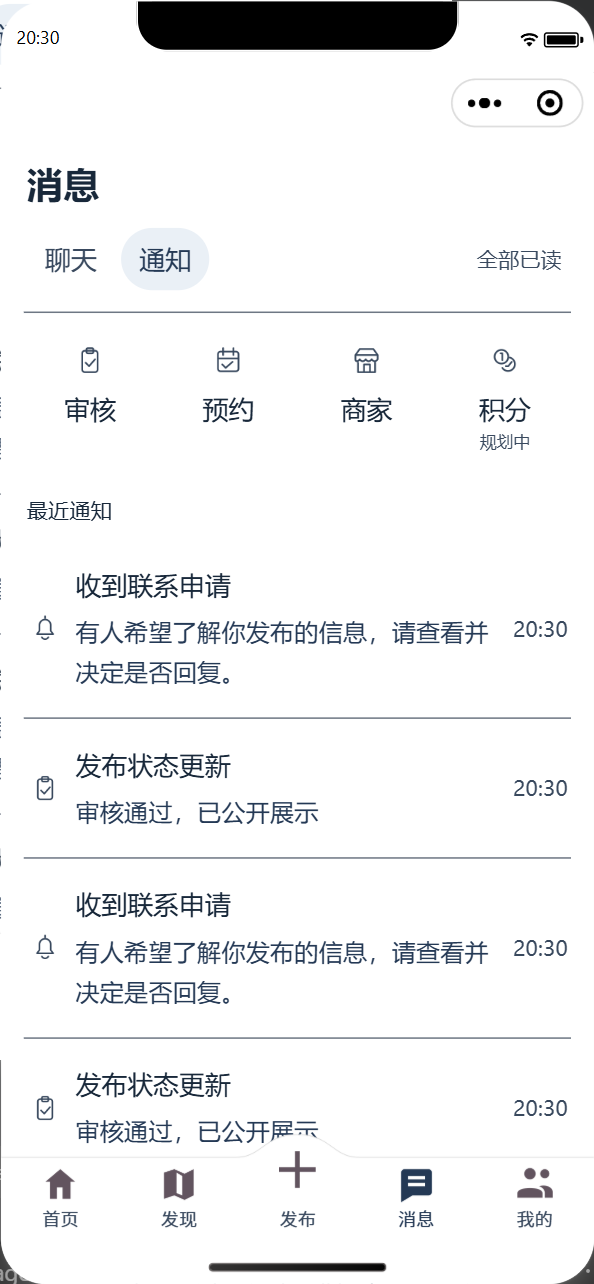 20:30
消息
聊天 通知 全部已读
审核 预约 商家 积分
规划中
最近通知
收到联系申请
有人希望了解你发布的信息，请查看并
决定是否回复。
20:30
发布状态更新
审核通过，已公开展示
20:30
收到联系申请
有人希望了解你发布的信息，请查看并
决定是否回复。
20:30
发布状态更新
审核通过，已公开展示
20:30
首页 发现 发布 消息 我的